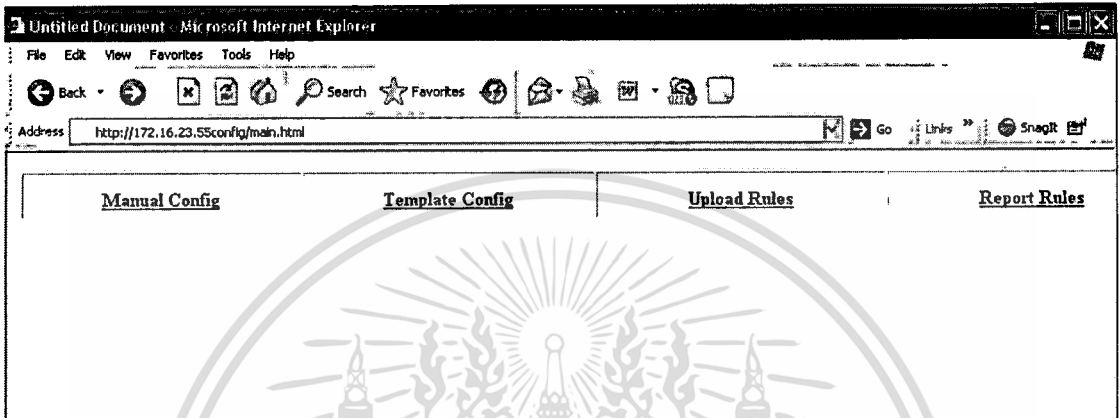 Untitled Document - Microsoft Internet Explorer
File Edit View Favorites Tools Help
Back Search Favorites
Address http://172.16.23.55config/main.html Go Links » SnagIt
Manual Config Template Config Upload Rules Report Rules